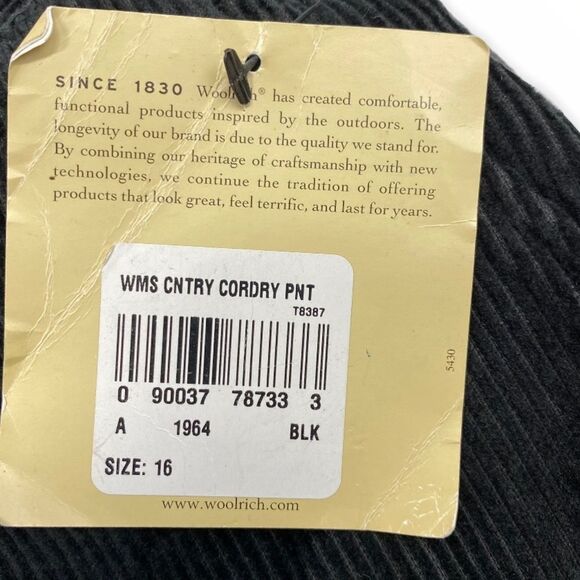 SINCE 1830 Woolrich® has created comfortable,
functional products inspired by the outdoors. The
longevity of our brand is due to the quality we stand for.
By combining our heritage of craftsmanship with new
technologies, we continue the tradition of offering
products that look great, feel terrific, and last for years.
WMS CNTRY CORDRY PNT
T8387
0 90037 78733 3
A 1964 BLK
SIZE: 16
5430
www.woolrich.com